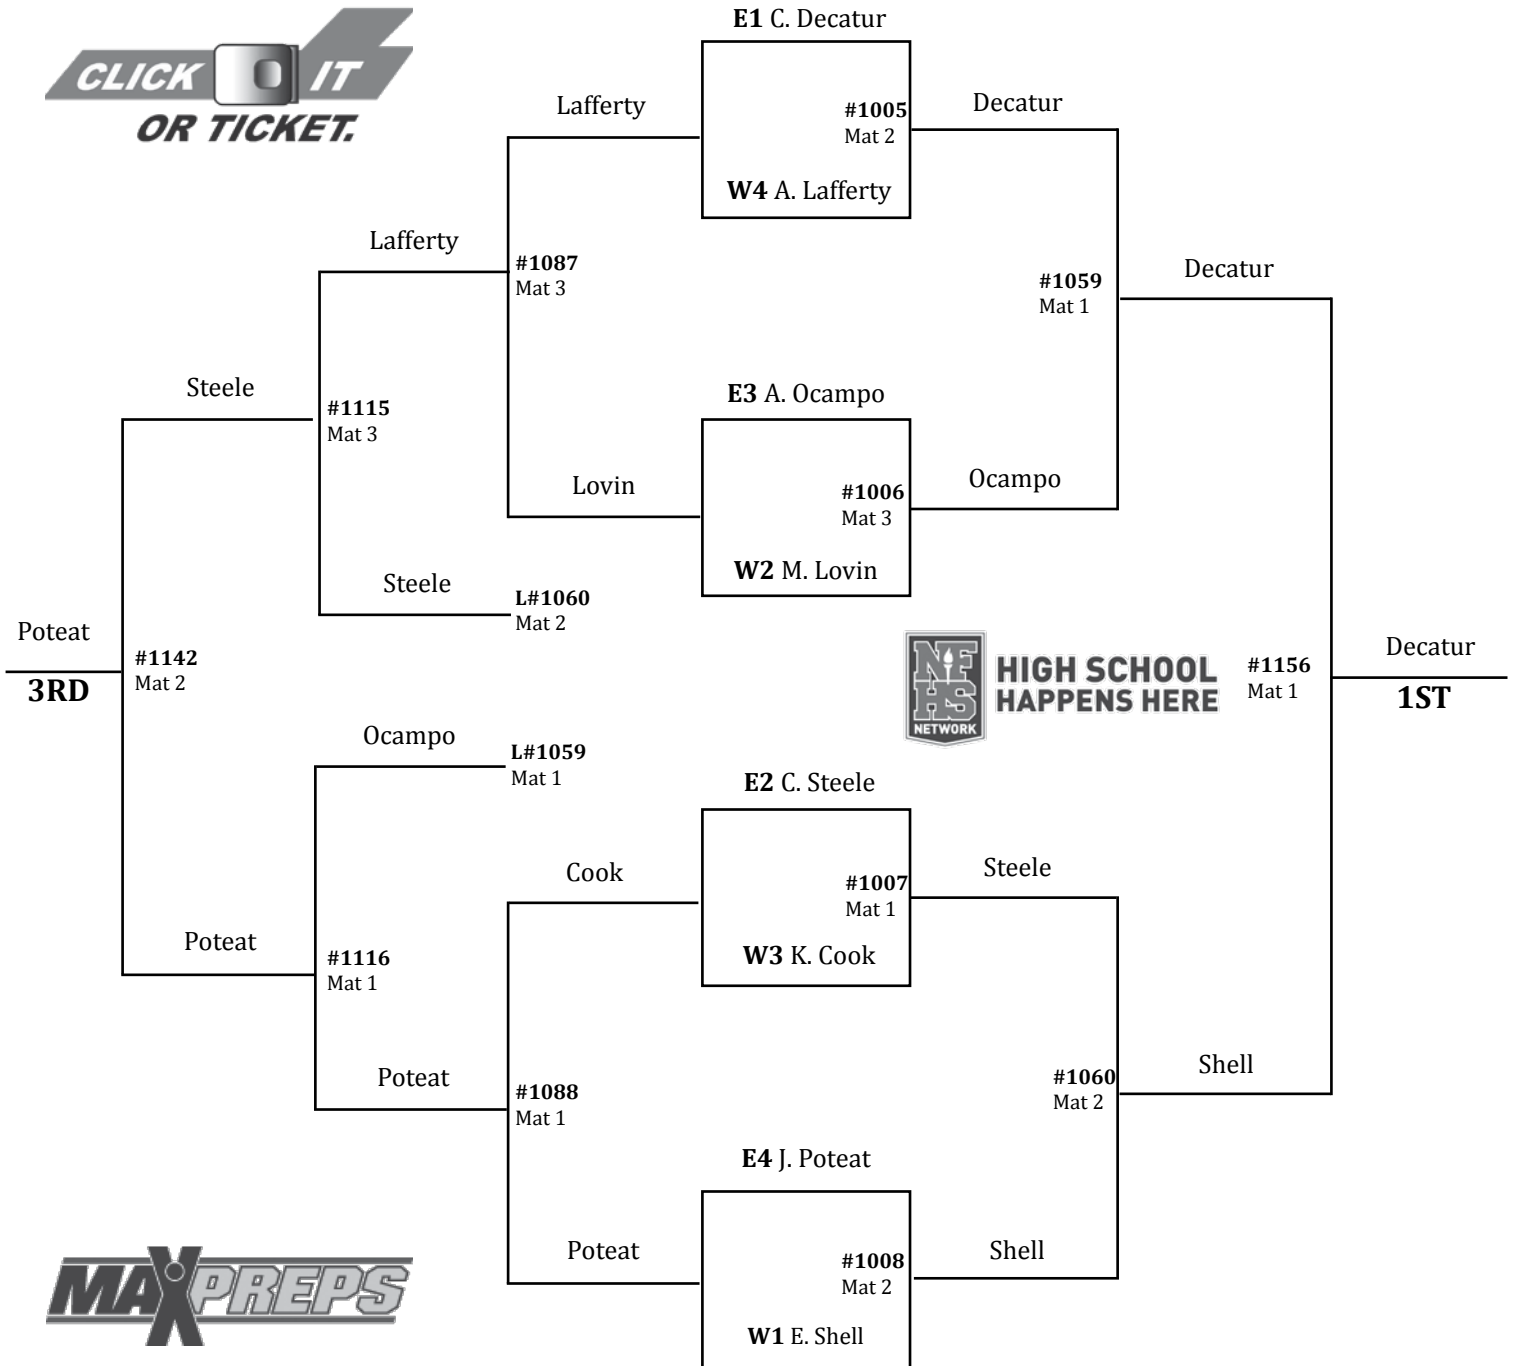 E1 C. Decatur
CLICK IT
OR TICKET.
Lafferty
#1005
Mat 2
Decatur
W4 A. Lafferty
Lafferty
#1087
Mat 3
#1059
Mat 1
Decatur
Steele
#1115
Mat 3
E3 A. Ocampo
Lovin
#1006
Mat 3
Ocampo
W2 M. Lovin
Steele
L#1060
Mat 2
Poteat
3RD
#1142
Mat 2
NFHS
NETWORK
HIGH SCHOOL
HAPPENS HERE
#1156
Mat 1
Decatur
1ST
Ocampo
L#1059
Mat 1
E2 C. Steele
Cook
#1007
Mat 1
Steele
W3 K. Cook
Poteat
#1116
Mat 1
Poteat
#1088
Mat 1
#1060
Mat 2
Shell
E4 J. Poteat
Poteat
#1008
Mat 2
Shell
W1 E. Shell
MAXPREPS